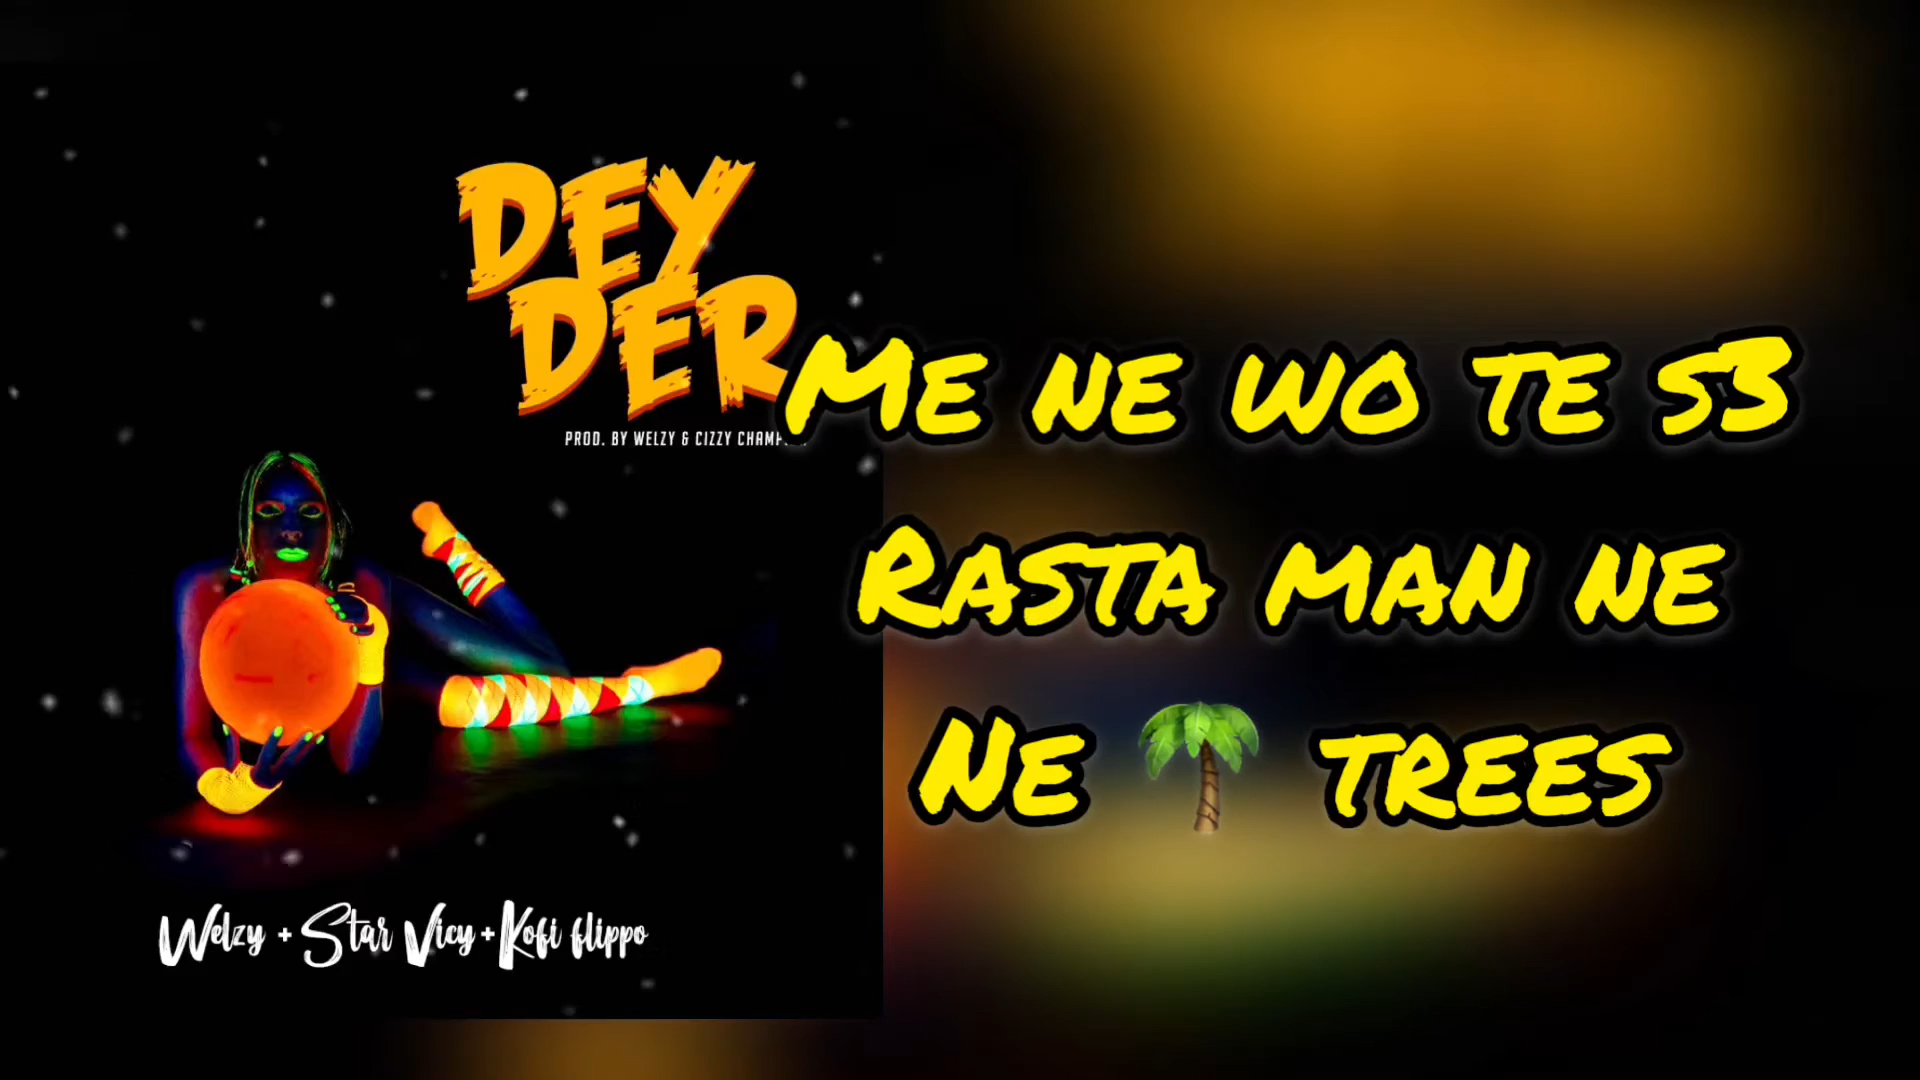 DEY
DER
PROD. BY WELZY & CIZZY
Me ne wo te s3
Rasta man ne
Ne 🌴 trees
Welzy + Star Vicy + Kofi flippo